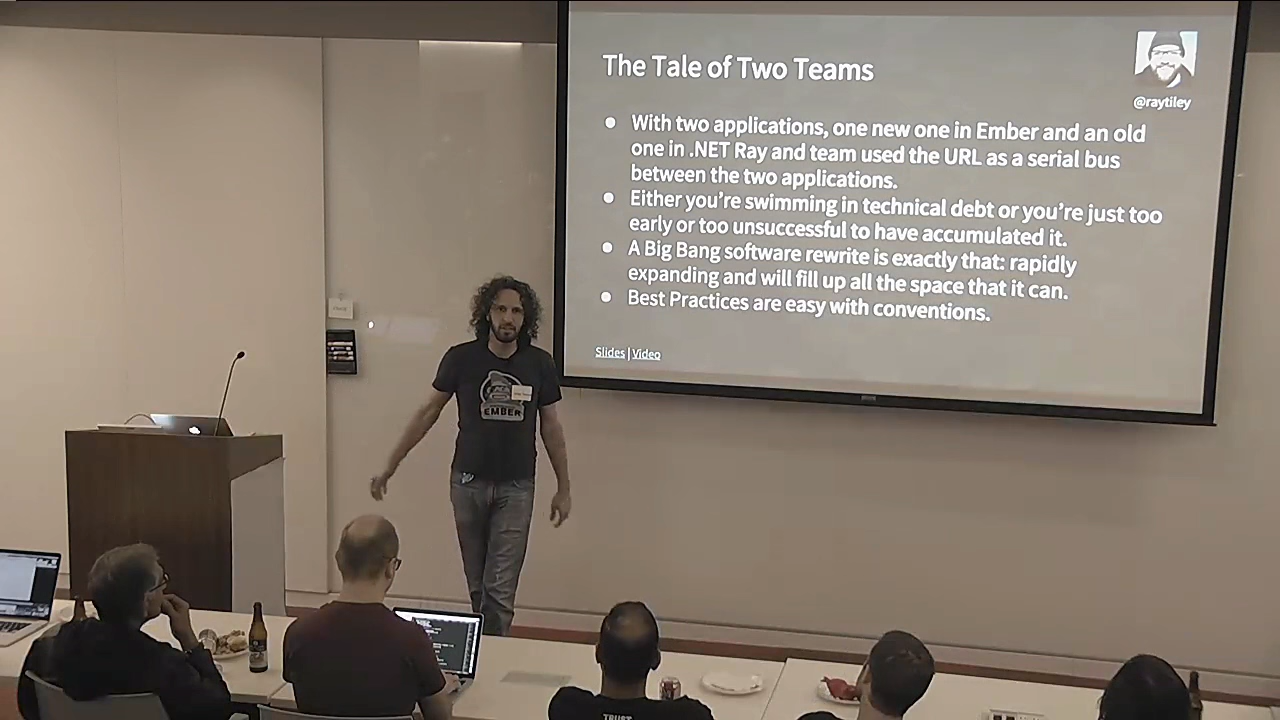 The Tale of Two Teams
@raytiley
● With two applications, one new one in Ember and an old
one in .NET Ray and team used the URL as a serial bus
between the two applications.
● Either you’re swimming in technical debt or you’re just too
early or too unsuccessful to have accumulated it.
● A Big Bang software rewrite is exactly that: rapidly
expanding and will fill up all the space that it can.
● Best Practices are easy with conventions.
Slides | Video
EMBER
TRUST